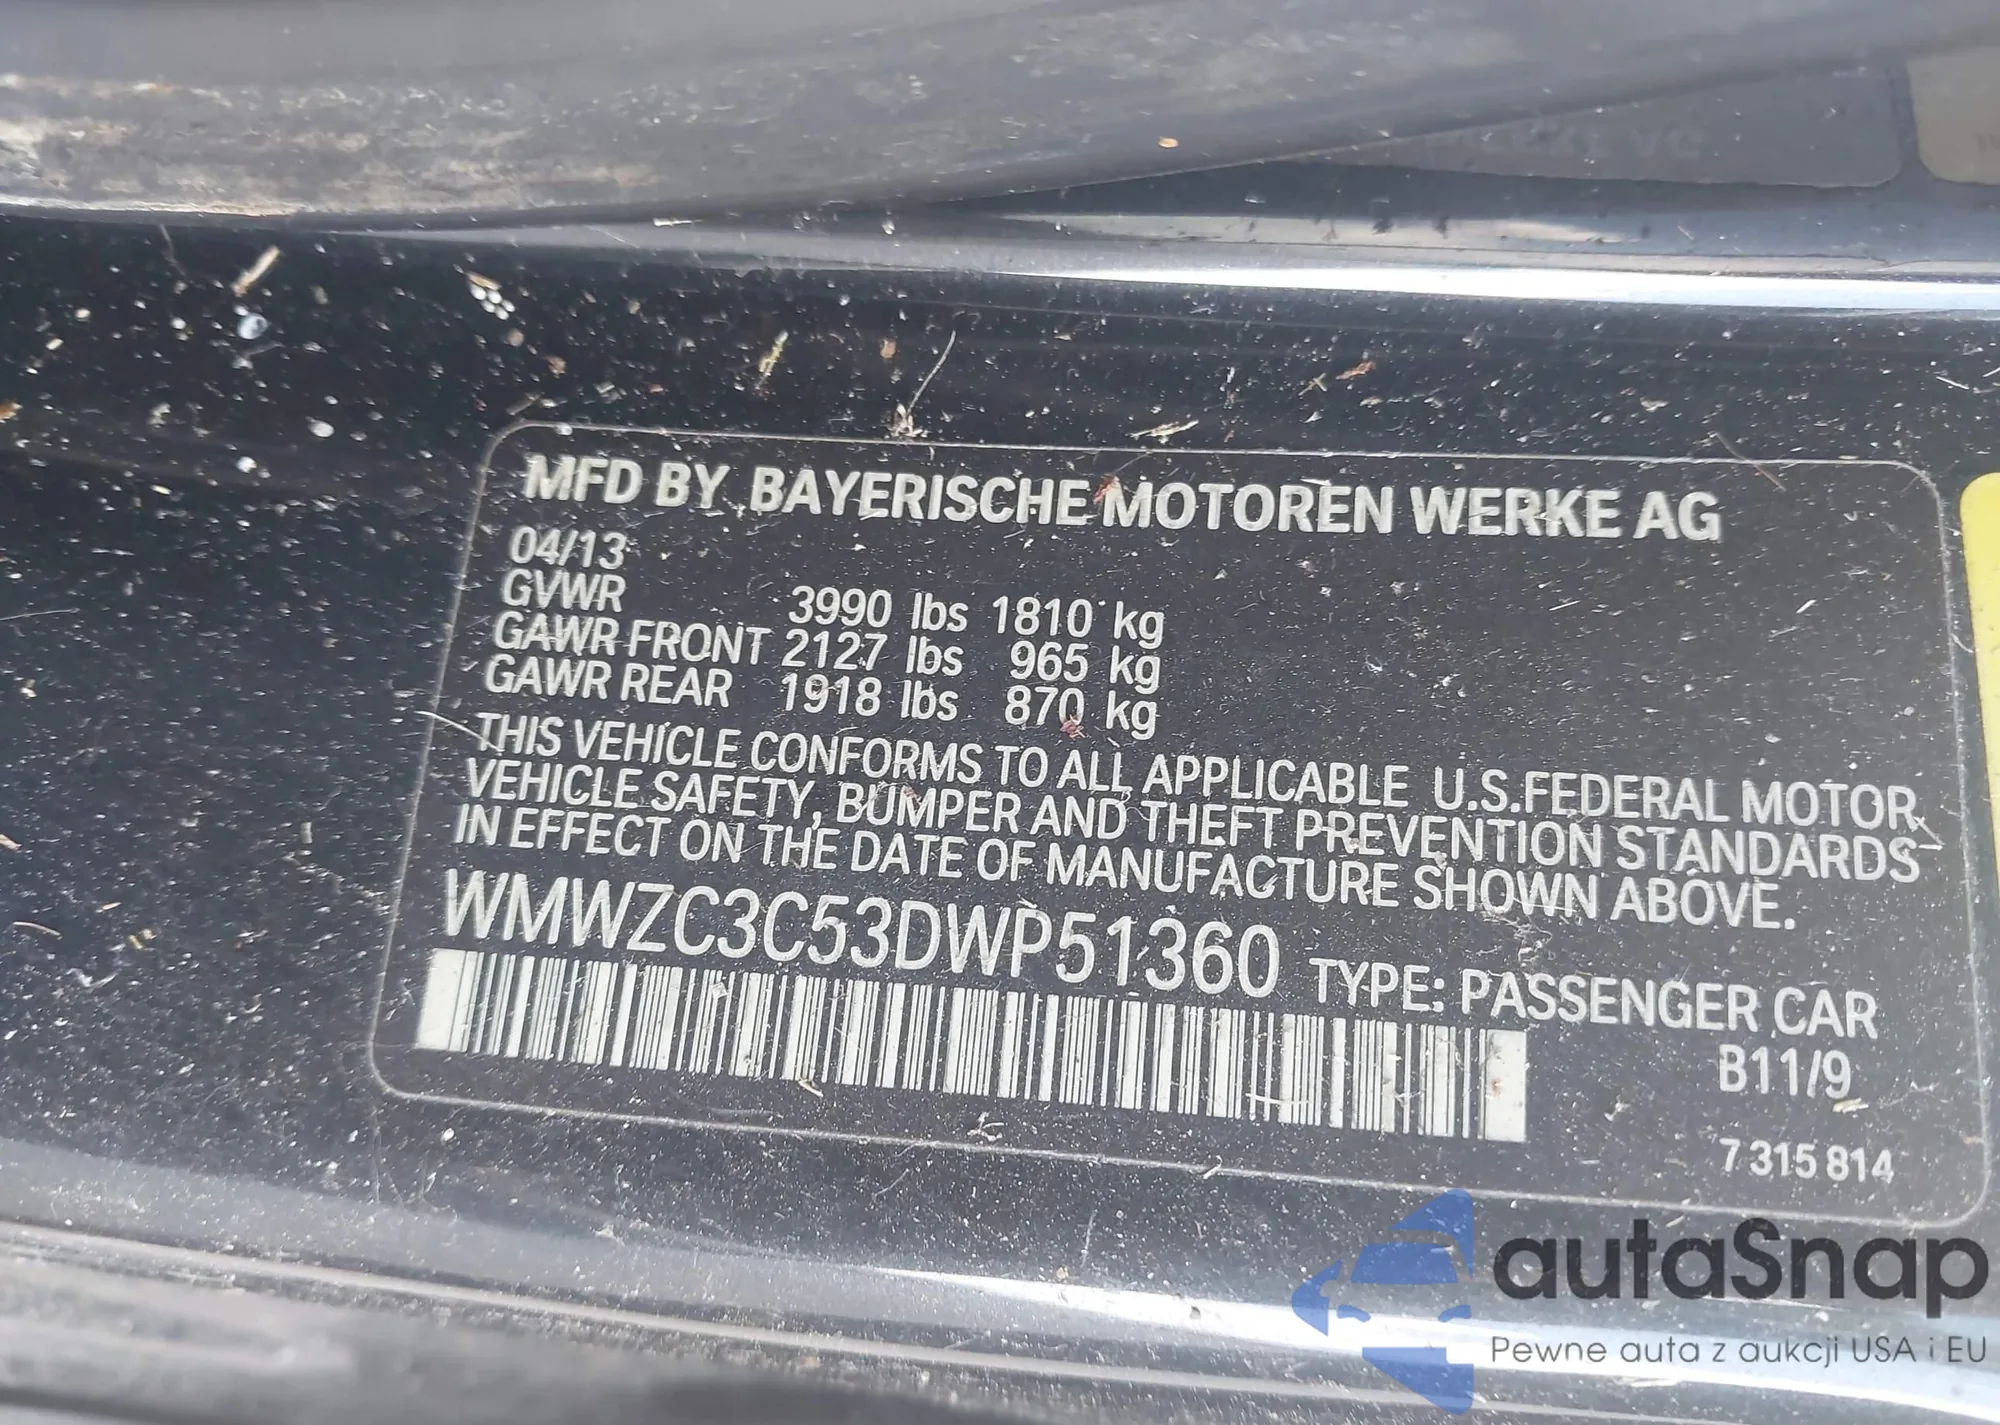 MFD BY BAYERISCHE MOTOREN WERKE AG
04/13
GVWR 3990 lbs 1810 kg
GAWR FRONT 2127 lbs 965 kg
GAWR REAR 1918 lbs 870 kg
THIS VEHICLE CONFORMS TO ALL APPLICABLE U.S.FEDERAL MOTOR
VEHICLE SAFETY, BUMPER AND THEFT PREVENTION STANDARDS
IN EFFECT ON THE DATE OF MANUFACTURE SHOWN ABOVE.
WMWZC3C53DWP51360 TYPE: PASSENGER CAR
B11/9
7 315 814
autaSnap
Pewne auta z aukcji USA i EU